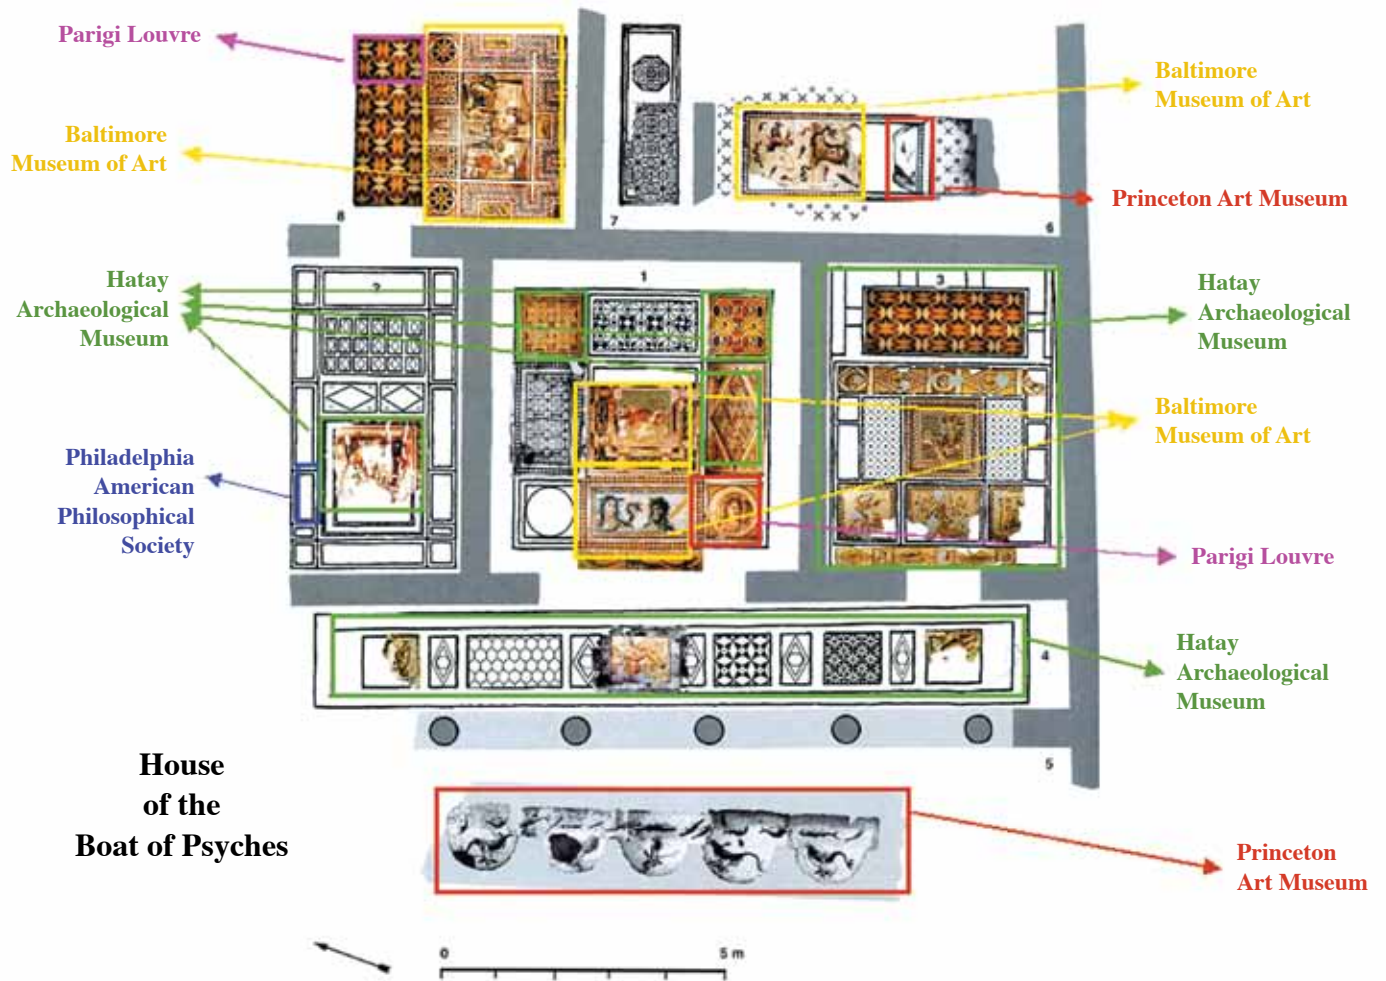 Parigi Louvre
Baltimore
Museum of Art
Baltimore
Museum of Art
Princeton Art Museum
8
7
6
Hatay
Archaeological
Museum
?
1
3
Hatay
Archaeological
Museum
Baltimore
Museum of Art
Philadelphia
American
Philosophical
Society
Parigi Louvre
4
Hatay
Archaeological
Museum
5
House
of the
Boat of Psyches
Princeton
Art Museum
0
5 m